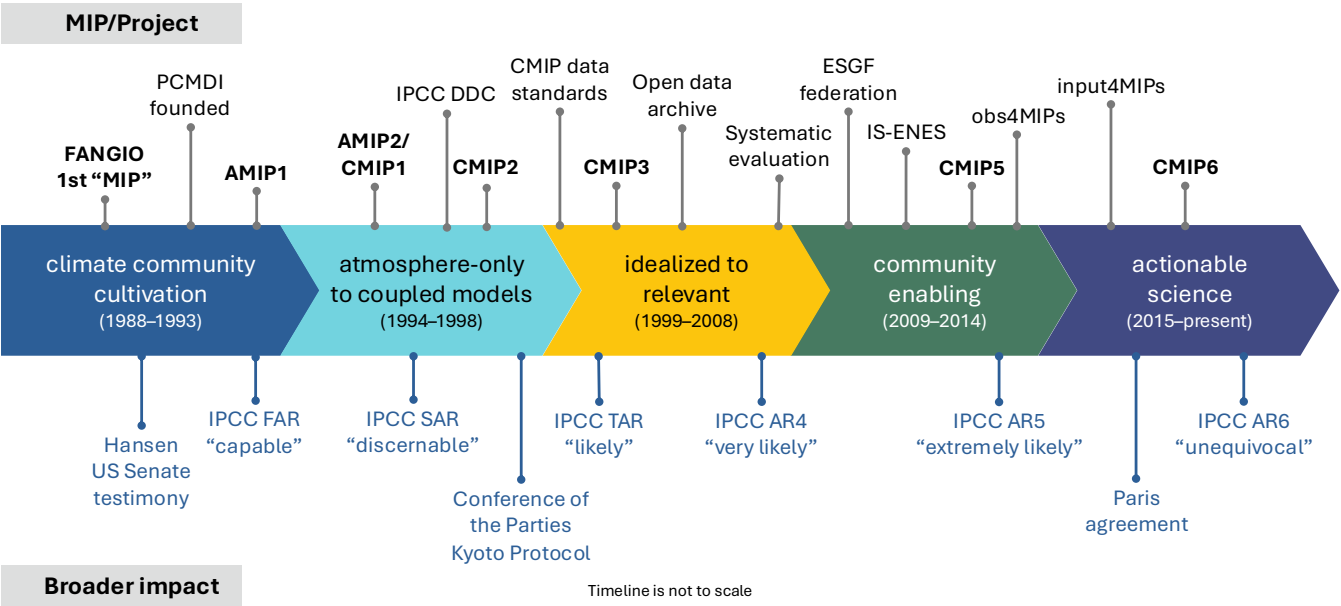 MIP/Project
PCMDI
founded
IPCC DDC
CMIP data
standards
Open data
archive
ESGF
federation
input4MIPs
FANGIO
1st “MIP”
AMIP1
AMIP2/
CMIP1
CMIP2
CMIP3
Systematic
evaluation
IS-ENES
CMIP5
obs4MIPs
CMIP6
climate community
cultivation
(1988–1993)
atmosphere-only
to coupled models
(1994–1998)
idealized to
relevant
(1999–2008)
community
enabling
(2009–2014)
actionable
science
(2015–present)
Hansen
US Senate
testimony
IPCC FAR
“capable”
IPCC SAR
“discernable”
Conference of
the Parties
Kyoto Protocol
IPCC TAR
“likely”
IPCC AR4
“very likely”
IPCC AR5
“extremely likely”
Paris
agreement
IPCC AR6
“unequivocal”
Broader impact
Timeline is not to scale